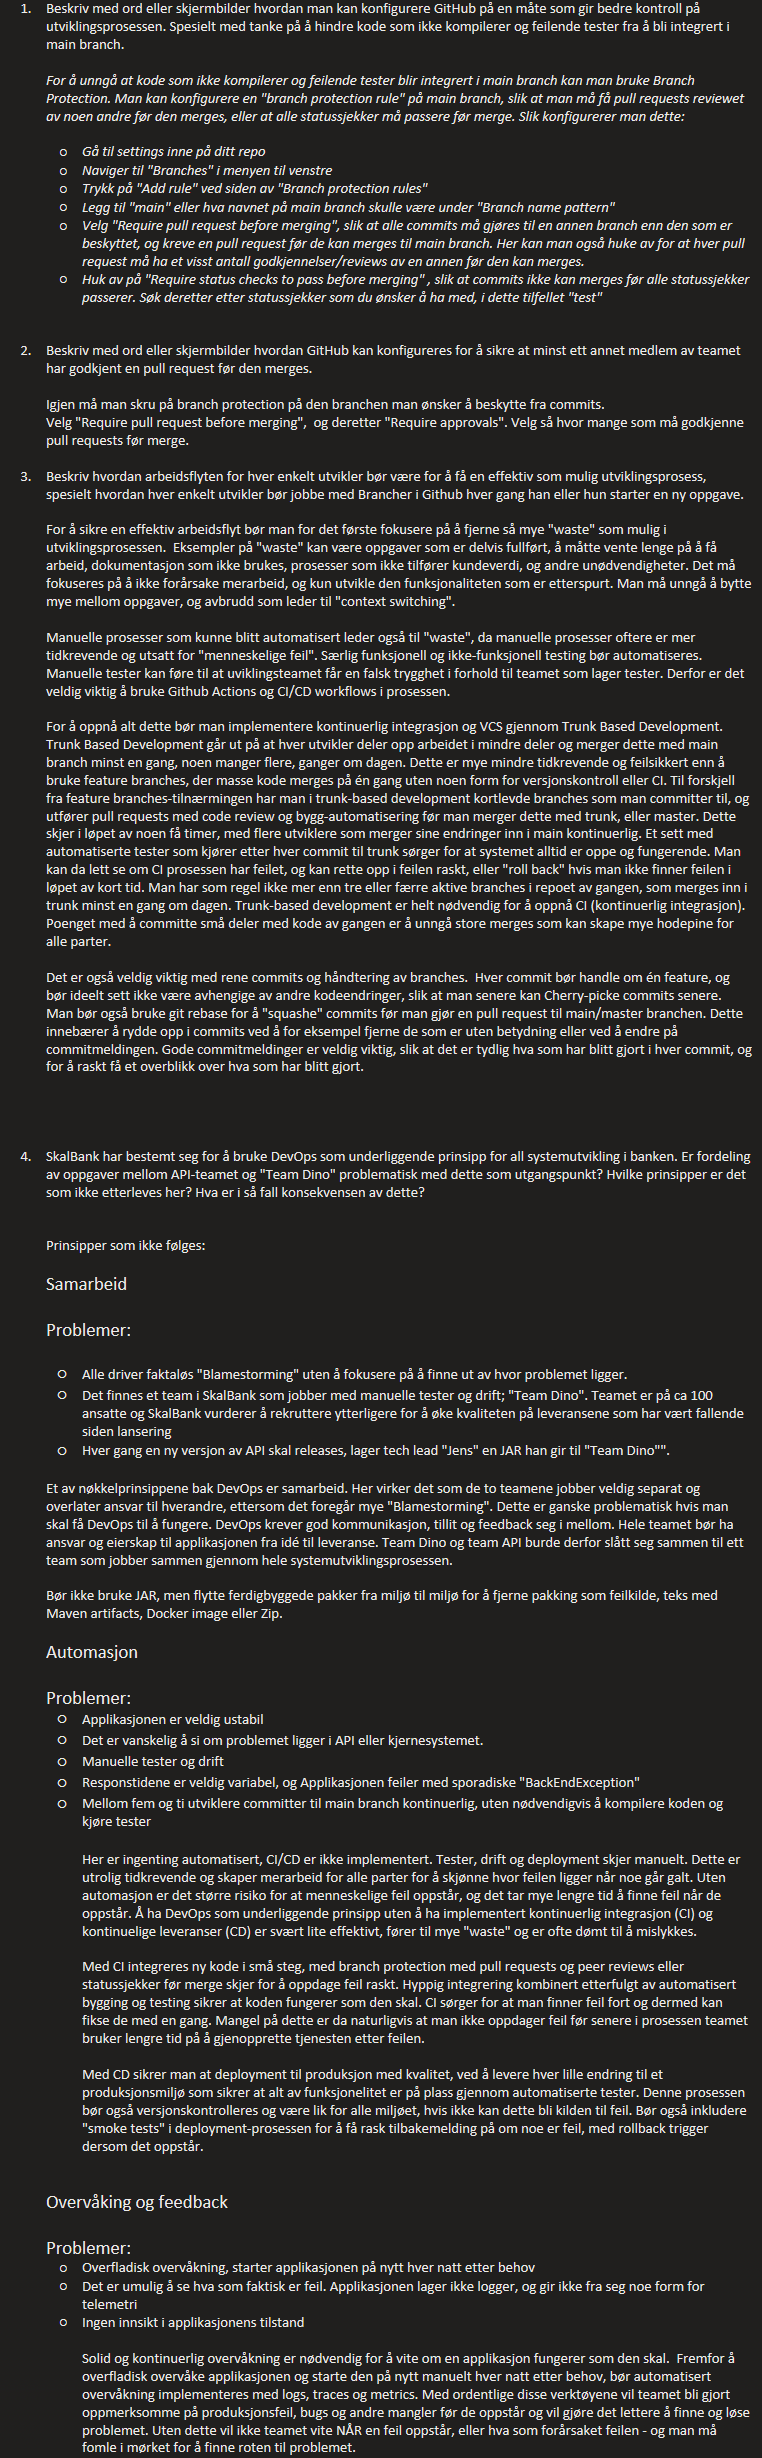 1. Beskriv med ord eller skjermbilder hvordan man kan konfigurere GitHub på en måte som gir bedre kontroll på
utviklingsprosessen. Spesielt med tanke på å hindre kode som ikke kompilerer og feilende tester fra å bli integrert i
main branch.
For å unngå at kode som ikke kompilerer og feilende tester blir integrert i main branch kan man bruke Branch
Protection. Man kan konfigurere en "branch protection rule" på main branch, slik at man må få pull requests reviewet
av noen andre før den merges, eller at alle statussjekker må passere før merge. Slik konfigurerer man dette:
○ Gå til settings inne på ditt repo
○ Naviger til "Branches" i menyen til venstre
○ Trykk på "Add rule" ved siden av "Branch protection rules"
○ Legg til "main" eller hva navnet på main branch skulle være under "Branch name pattern"
○ Velg "Require pull request before merging", slik at alle commits må gjøres til en annen branch enn den som er
beskyttet, og kreve en pull request før de kan merges til main branch. Her kan man også huke av for at hver pull
request må ha et visst antall godkjennelser/reviews av en annen før den kan merges.
○ Huk av på "Require status checks to pass before merging" , slik at commits ikke kan merges før alle statussjekker
passerer. Søk deretter etter statussjekker som du ønsker å ha med, i dette tilfellet "test"
2. Beskriv med ord eller skjermbilder hvordan GitHub kan konfigureres for å sikre at minst ett annet medlem av teamet
har godkjent en pull request før den merges.
Igjen må man skru på branch protection på den branchen man ønsker å beskytte fra commits.
Velg "Require pull request before merging",  og deretter "Require approvals". Velg så hvor mange som må godkjenne
pull requests før merge.
3. Beskriv hvordan arbeidsflyten for hver enkelt utvikler bør være for å få en effektiv som mulig utviklingsprosess,
spesielt hvordan hver enkelt utvikler bør jobbe med Brancher i Github hver gang han eller hun starter en ny oppgave.
For å sikre en effektiv arbeidsflyt bør man for det første fokusere på å fjerne så mye "waste" som mulig i
utviklingsprosessen.  Eksempler på "waste" kan være oppgaver som er delvis fullført, å måtte vente lenge på å få
arbeid, dokumentasjon som ikke brukes, prosesser som ikke tilfører kundeverdi, og andre unødvendigheter. Det må
fokuseres på å ikke forårsake merarbeid, og kun utvikle den funksjonaliteten som er etterspurt. Man må unngå å bytte
mye mellom oppgaver, og avbrudd som leder til "context switching".
Manuelle prosesser som kunne blitt automatisert leder også til "waste", da manuelle prosesser oftere er mer
tidkrevende og utsatt for "menneskelige feil". Særlig funksjonell og ikke-funksjonell testing bør automatiseres.
Manuelle tester kan føre til at uviklingsteamet får en falsk trygghet i forhold til teamet som lager tester. Derfor er det
veldig viktig å bruke Github Actions og CI/CD workflows i prosessen.
For å oppnå alt dette bør man implementere kontinuerlig integrasjon og VCS gjennom Trunk Based Development.
Trunk Based Development går ut på at hver utvikler deler opp arbeidet i mindre deler og merger dette med main
branch minst en gang, noen manger flere, ganger om dagen. Dette er mye mindre tidkrevende og feilsikkert enn å
bruke feature branches, der masse kode merges på én gang uten noen form for versjonskontroll eller CI. Til forskjell
fra feature branches-tilnærmingen har man i trunk-based development kortlevde branches som man committer til, og
utfører pull requests med code review og bygg-automatisering før man merger dette med trunk, eller master. Dette
skjer i løpet av noen få timer, med flere utviklere som merger sine endringer inn i main kontinuerlig. Et sett med
automatiserte tester som kjører etter hver commit til trunk sørger for at systemet alltid er oppe og fungerende. Man
kan da lett se om CI prosessen har feilet, og kan rette opp i feilen raskt, eller "roll back" hvis man ikke finner feilen i
løpet av kort tid. Man har som regel ikke mer enn tre eller færre aktive branches i repoet av gangen, som merges inn i
trunk minst en gang om dagen. Trunk-based development er helt nødvendig for å oppnå CI (kontinuerlig integrasjon).
Poenget med å committe små deler med kode av gangen er å unngå store merges som kan skape mye hodepine for
alle parter.
Det er også veldig viktig med rene commits og håndtering av branches.  Hver commit bør handle om én feature, og
bør ideelt sett ikke være avhengige av andre kodeendringer, slik at man senere kan Cherry-picke commits senere.
Man bør også bruke git rebase for å "squashe" commits før man gjør en pull request til main/master branchen. Dette
innebærer å rydde opp i commits ved å for eksempel fjerne de som er uten betydning eller ved å endre på
commitmeldingen. Gode commitmeldinger er veldig viktig, slik at det er tydlig hva som har blitt gjort i hver commit, og
for å raskt få et overblikk over hva som har blitt gjort.
4. SkalBank har bestemt seg for å bruke DevOps som underliggende prinsipp for all systemutvikling i banken. Er fordeling
av oppgaver mellom API-teamet og "Team Dino" problematisk med dette som utgangspunkt? Hvilke prinsipper er det
som ikke etterleves her? Hva er i så fall konsekvensen av dette?
Prinsipper som ikke følges:
Samarbeid
Problemer:
○ Alle driver faktaløs "Blamestorming" uten å fokusere på å finne ut av hvor problemet ligger.
○ Det finnes et team i SkalBank som jobber med manuelle tester og drift; "Team Dino". Teamet er på ca 100
ansatte og SkalBank vurderer å rekruttere ytterligere for å øke kvaliteten på leveransene som har vært fallende
siden lansering
○ Hver gang en ny versjon av API skal releases, lager tech lead "Jens" en JAR han gir til "Team Dino"".
Et av nøkkelprinsippene bak DevOps er samarbeid. Her virker det som de to teamene jobber veldig separat og
overlater ansvar til hverandre, ettersom det foregår mye "Blamestorming". Dette er ganske problematisk hvis man
skal få DevOps til å fungere. DevOps krever god kommunikasjon, tillit og feedback seg i mellom. Hele teamet bør ha
ansvar og eierskap til applikasjonen fra idé til leveranse. Team Dino og team API burde derfor slått seg sammen til ett
team som jobber sammen gjennom hele systemutviklingsprosessen.
Bør ikke bruke JAR, men flytte ferdigbyggede pakker fra miljø til miljø for å fjerne pakking som feilkilde, teks med
Maven artifacts, Docker image eller Zip.
Automasjon
Problemer:
○ Applikasjonen er veldig ustabil
○ Det er vanskelig å si om problemet ligger i API eller kjernesystemet.
○ Manuelle tester og drift
○ Responstidene er veldig variabel, og Applikasjonen feiler med sporadiske "BackEndException"
○ Mellom fem og ti utviklere committer til main branch kontinuerlig, uten nødvendigvis å kompilere koden og
kjøre tester
Her er ingenting automatisert, CI/CD er ikke implementert. Tester, drift og deployment skjer manuelt. Dette er
utrolig tidkrevende og skaper merarbeid for alle parter for å skjønne hvor feilen ligger når noe går galt. Uten
automasjon er det større risiko for at menneskelige feil oppstår, og det tar mye lengre tid å finne feil når de
oppstår. Å ha DevOps som underliggende prinsipp uten å ha implementert kontinuerlig integrasjon (CI) og
kontinuelige leveranser (CD) er svært lite effektivt, fører til mye "waste" og er ofte dømt til å mislykkes.
Med CI integreres ny kode i små steg, med branch protection med pull requests og peer reviews eller
statussjekker før merge skjer for å oppdage feil raskt. Hyppig integrering kombinert etterfulgt av automatisert
bygging og testing sikrer at koden fungerer som den skal. CI sørger for at man finner feil fort og dermed kan
fikse de med en gang. Mangel på dette er da naturligvis at man ikke oppdager feil før senere i prosessen teamet
bruker lengre tid på å gjenopprette tjenesten etter feilen.
Med CD sikrer man at deployment til produksjon med kvalitet, ved å levere hver lille endring til et
produksjonsmiljø som sikrer at alt av funksjonelitet er på plass gjennom automatiserte tester. Denne prosessen
bør også versjonskontrolleres og være lik for alle miljøet, hvis ikke kan dette bli kilden til feil. Bør også inkludere
"smoke tests" i deployment-prosessen for å få rask tilbakemelding på om noe er feil, med rollback trigger
dersom det oppstår.
Overvåking og feedback
Problemer:
○ Overfladisk overvåkning, starter applikasjonen på nytt hver natt etter behov
○ Det er umulig å se hva som faktisk er feil. Applikasjonen lager ikke logger, og gir ikke fra seg noe form for
telemetri
○ Ingen innsikt i applikasjonens tilstand
Solid og kontinuerlig overvåkning er nødvendig for å vite om en applikasjon fungerer som den skal.  Fremfor å
overfladisk overvåke applikasjonen og starte den på nytt manuelt hver natt etter behov, bør automatisert
overvåkning implementeres med logs, traces og metrics. Med ordentlige disse verktøyene vil teamet bli gjort
oppmerksomme på produksjonsfeil, bugs og andre mangler før de oppstår og vil gjøre det lettere å finne og løse
problemet. Uten dette vil ikke teamet vite NÅR en feil oppstår, eller hva som forårsaket feilen - og man må
fomle i mørket for å finne roten til problemet.